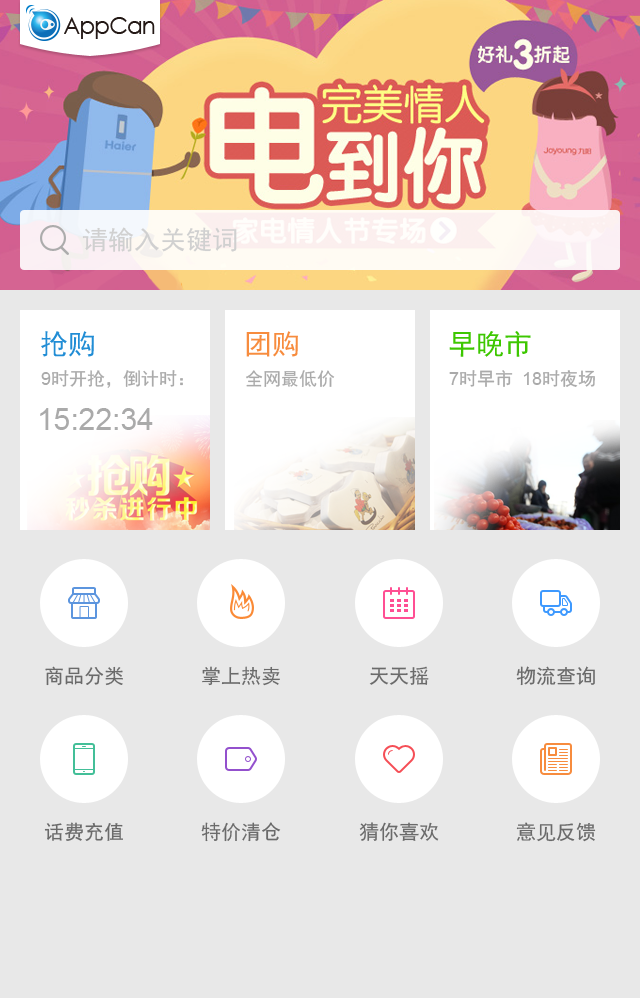 AppCan
好礼3折起
完美情人
电到你
Haier
Joyoung 九阳
家电情人节专场
请输入关键词
抢购
9时开抢，倒计时：
15:22:34
抢购
秒杀进行中
团购
全网最低价
早晚市
7时早市 18时夜场
商品分类
掌上热卖
天天摇
物流查询
话费充值
特价清仓
猜你喜欢
意见反馈